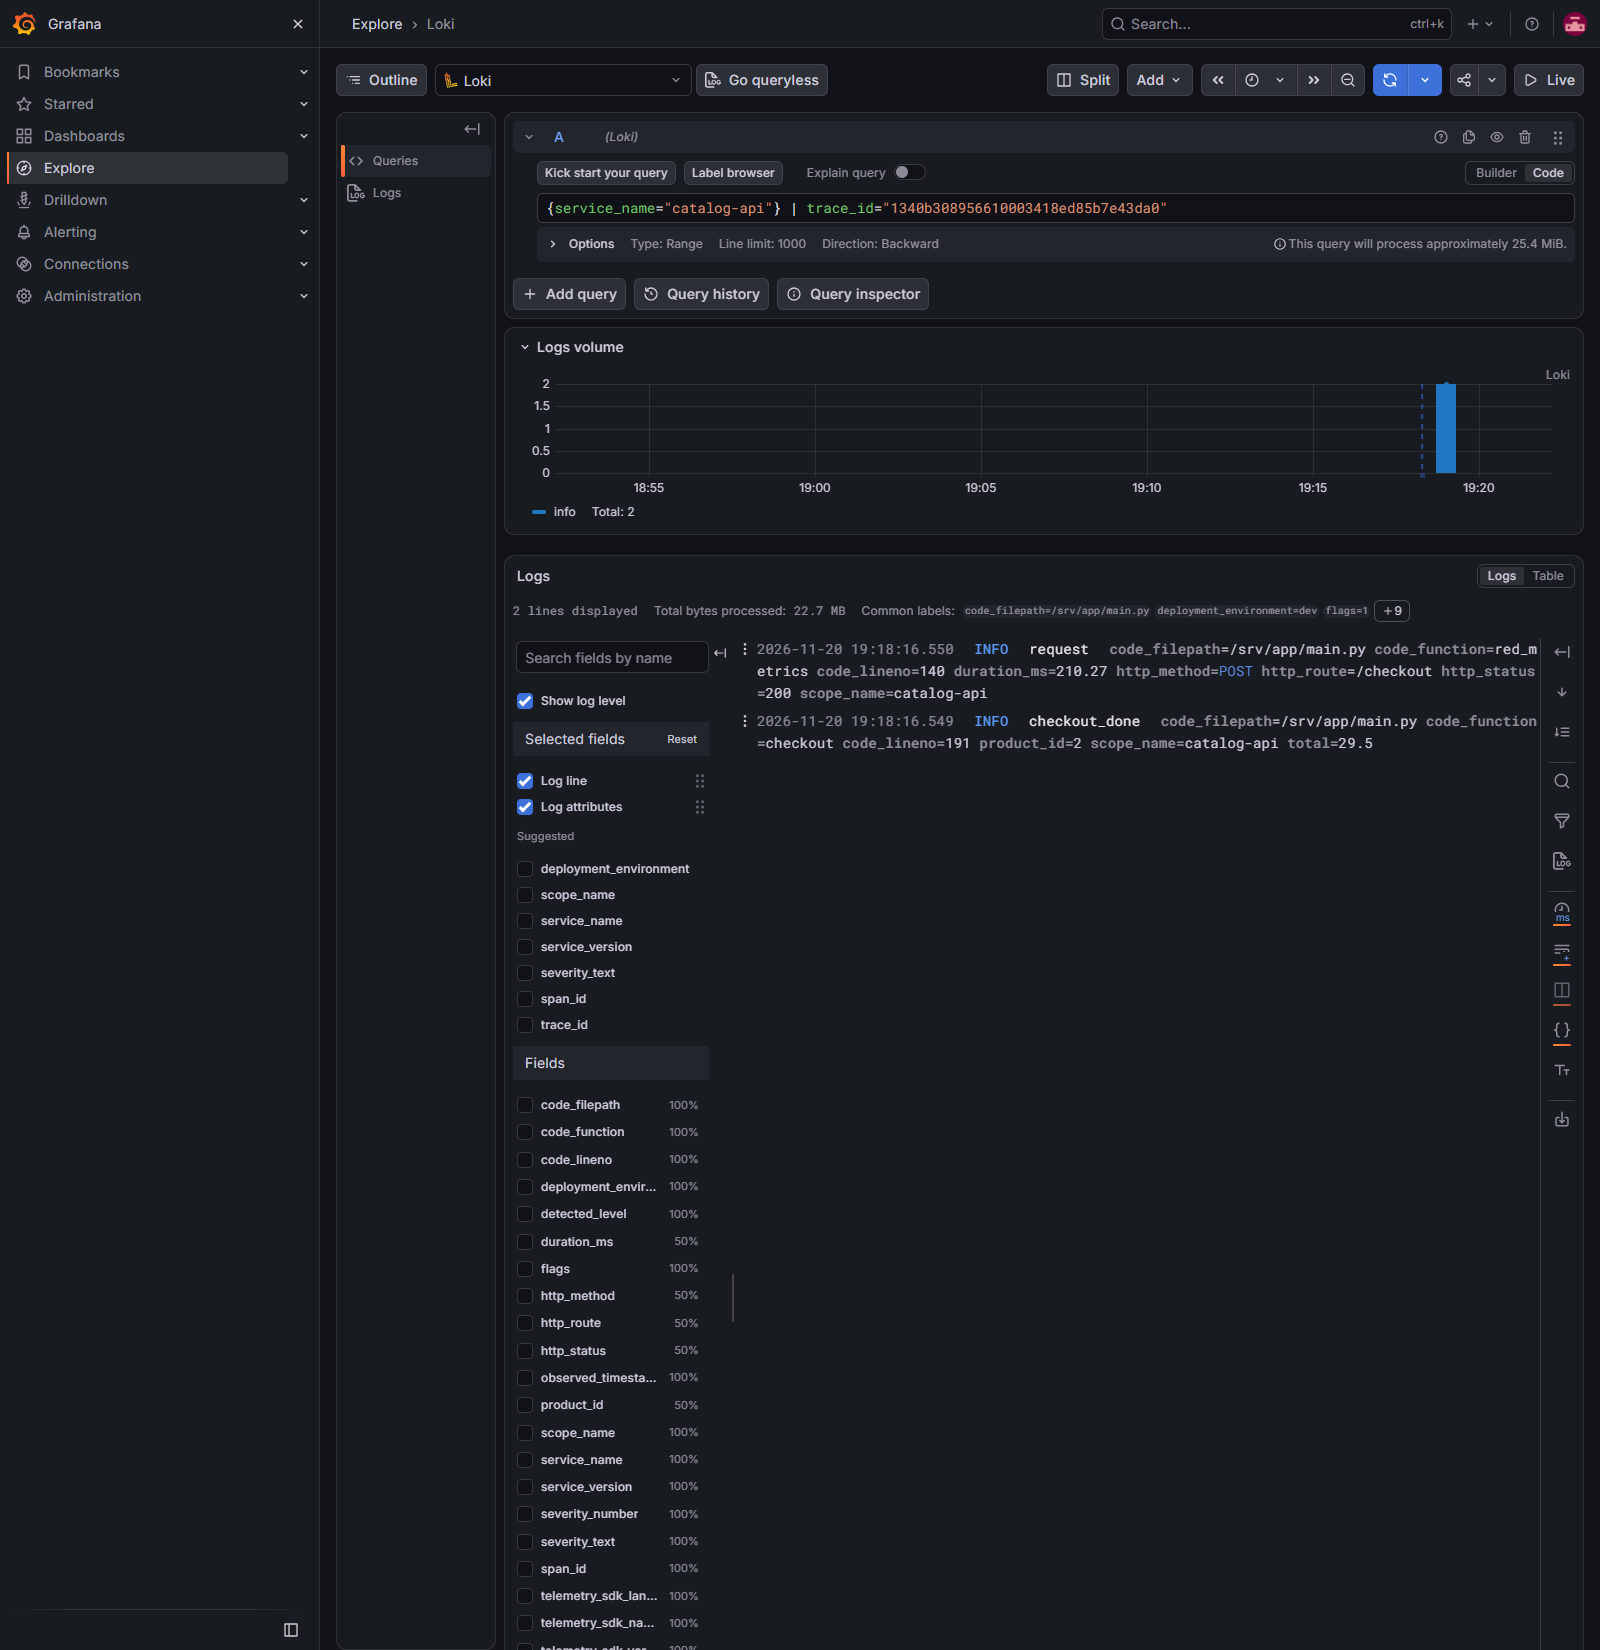 Grafana
Explore › Loki
Search...
ctrl+k
Bookmarks
Starred
Dashboards
Explore
Drilldown
Alerting
Connections
Administration
Outline
Loki
Go queryless
Split
Add
Live
Queries
Logs
A
(Loki)
Kick start your query
Label browser
Explain query
Builder
Code
{service_name="catalog-api"} | trace_id="1340b308956610003418ed85b7e43da0"
Options
Type: Range
Line limit: 1000
Direction: Backward
This query will process approximately 25.4 MiB.
Add query
Query history
Query inspector
Logs volume
Loki
2
1.5
1
0.5
0
18:55
19:00
19:05
19:10
19:15
19:20
info Total: 2
Logs
Logs
Table
2 lines displayed
Total bytes processed: 22.7 MB
Common labels: code_filepath=/srv/app/main.py deployment_environment=dev flags=1
+9
Search fields by name
Show log level
Selected fields
Reset
Log line
Log attributes
Suggested
deployment_environment
scope_name
service_name
service_version
severity_text
span_id
trace_id
Fields
code_filepath 100%
code_function 100%
code_lineno 100%
deployment_envir... 100%
detected_level 100%
duration_ms 50%
flags 100%
http_method 50%
http_route 50%
http_status 50%
observed_timesta... 100%
product_id 50%
scope_name 100%
service_name 100%
service_version 100%
severity_number 100%
severity_text 100%
span_id 100%
telemetry_sdk_lan... 100%
telemetry_sdk_na... 100%
2026-11-20 19:18:16.550 INFO request code_filepath=/srv/app/main.py code_function=red_m
etrics code_lineno=140 duration_ms=210.27 http_method=POST http_route=/checkout http_status
=200 scope_name=catalog-api
2026-11-20 19:18:16.549 INFO checkout_done code_filepath=/srv/app/main.py code_function
=checkout code_lineno=191 product_id=2 scope_name=catalog-api total=29.5
LOG
ms